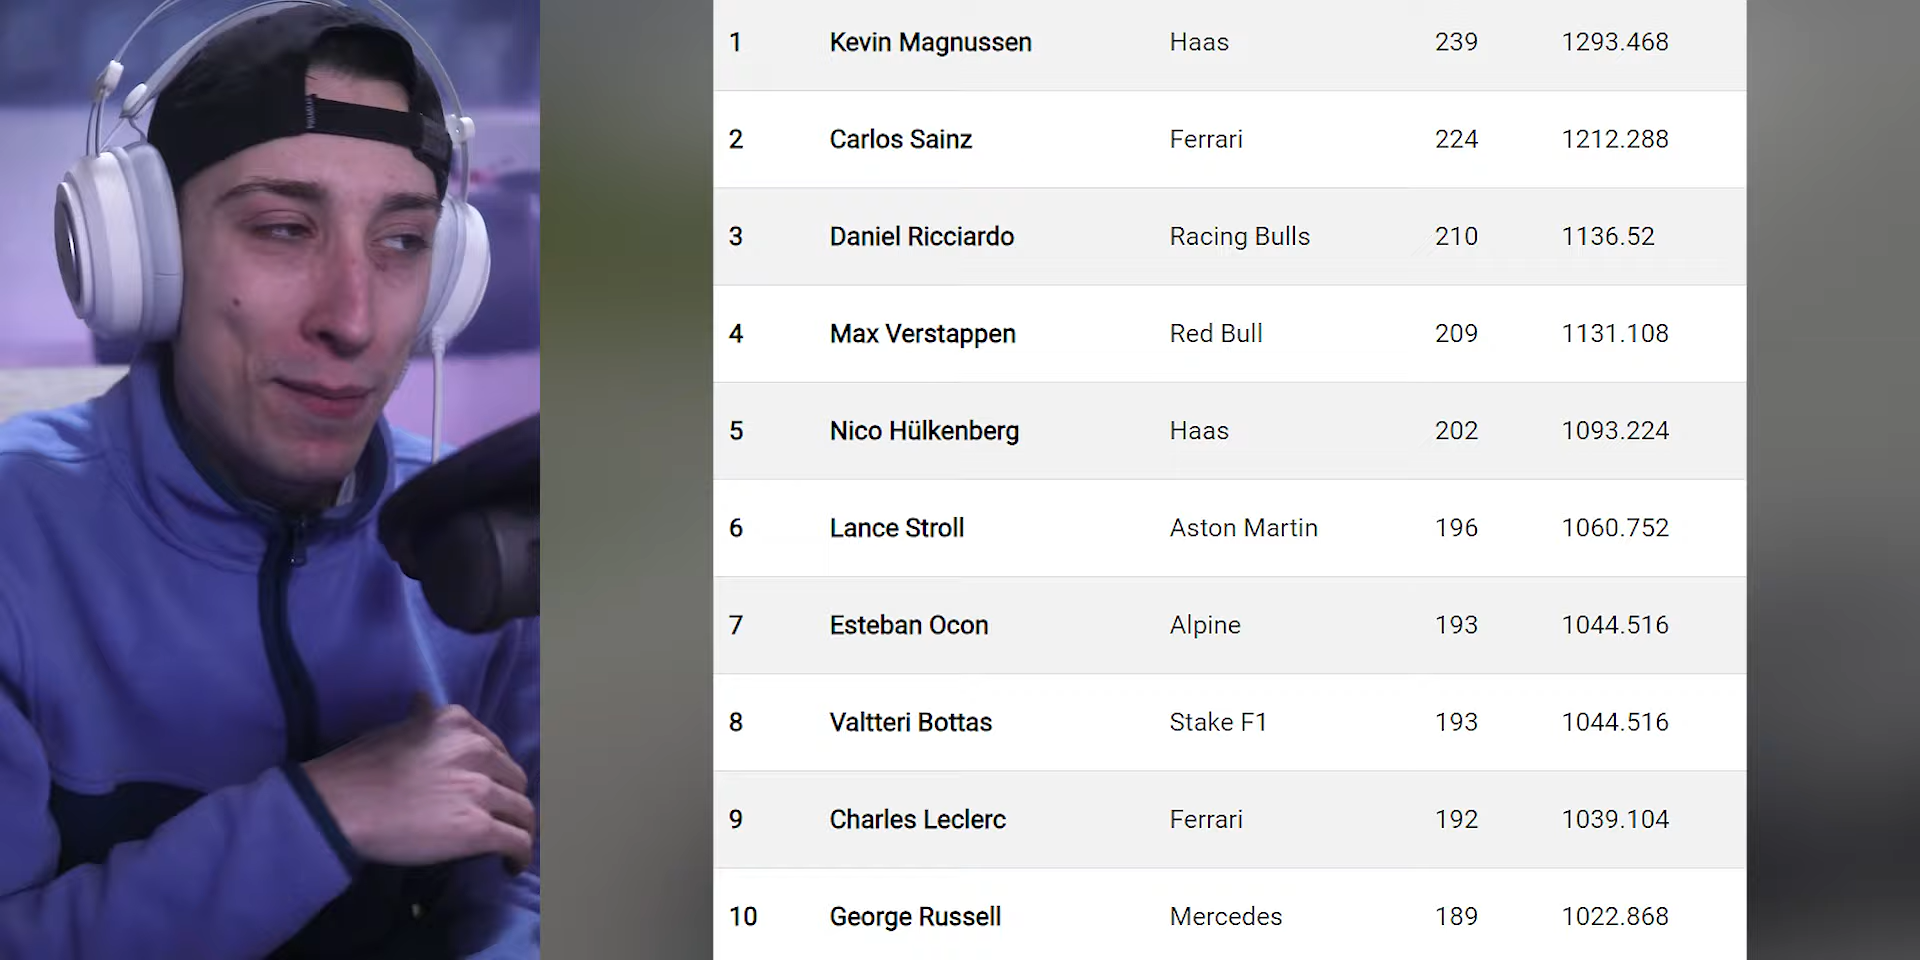 1 Kevin Magnussen Haas 239 1293.468
2 Carlos Sainz Ferrari 224 1212.288
3 Daniel Ricciardo Racing Bulls 210 1136.52
4 Max Verstappen Red Bull 209 1131.108
5 Nico Hülkenberg Haas 202 1093.224
6 Lance Stroll Aston Martin 196 1060.752
7 Esteban Ocon Alpine 193 1044.516
8 Valtteri Bottas Stake F1 193 1044.516
9 Charles Leclerc Ferrari 192 1039.104
10 George Russell Mercedes 189 1022.868